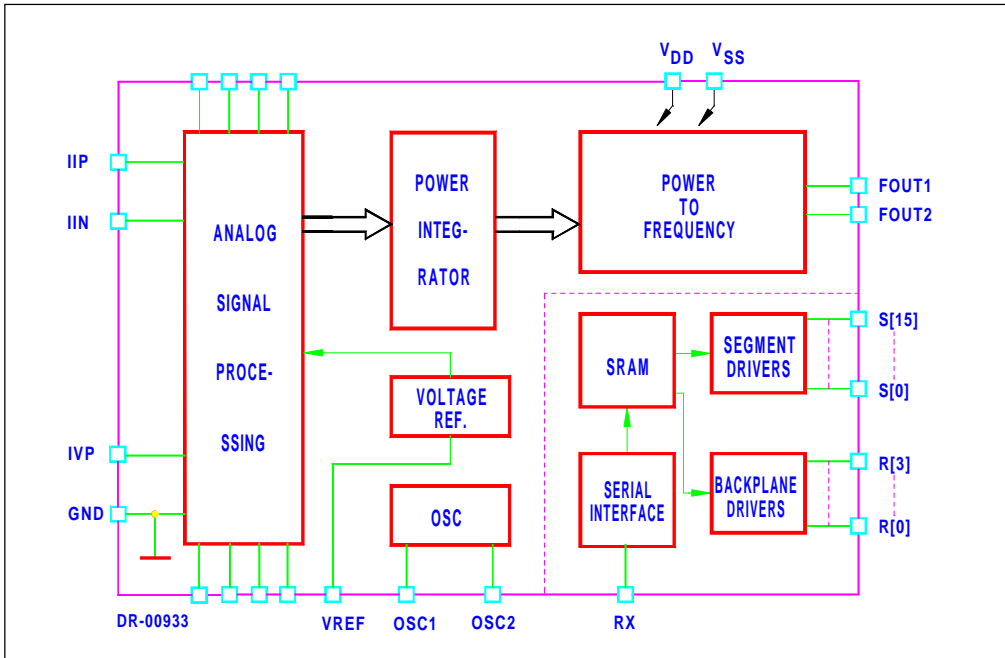 VDD VSS
IIP
IIN
ANALOG
SIGNAL
PROCE-
SSING
POWER
INTEG-
RATOR
POWER
TO
FREQUENCY
FOUT1
FOUT2
VOLTAGE
REF.
SRAM
SEGMENT
DRIVERS
S[15]
S[0]
IVP
GND
OSC
SERIAL
INTERFACE
BACKPLANE
DRIVERS
R[3]
R[0]
DR-00933
VREF
OSC1
OSC2
RX